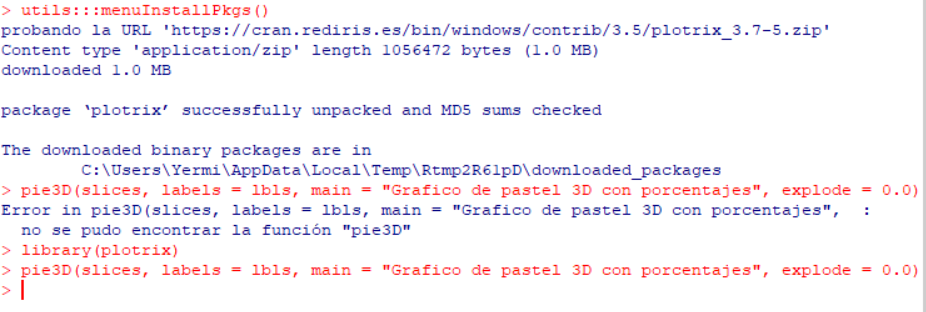 > utils:::menuInstallPkgs()
probando la URL 'https://cran.rediris.es/bin/windows/contrib/3.5/plotrix_3.7-5.zip'
Content type 'application/zip' length 1056472 bytes (1.0 MB)
downloaded 1.0 MB
package ‘plotrix’ successfully unpacked and MD5 sums checked
The downloaded binary packages are in
C:\Users\Yermi\AppData\Local\Temp\Rtmp2R61pD\downloaded_packages
> pie3D(slices, labels = lbls, main = "Grafico de pastel 3D con porcentajes", explode = 0.0)
Error in pie3D(slices, labels = lbls, main = "Grafico de pastel 3D con porcentajes",  :
no se pudo encontrar la función "pie3D"
> library(plotrix)
> pie3D(slices, labels = lbls, main = "Grafico de pastel 3D con porcentajes", explode = 0.0)
>